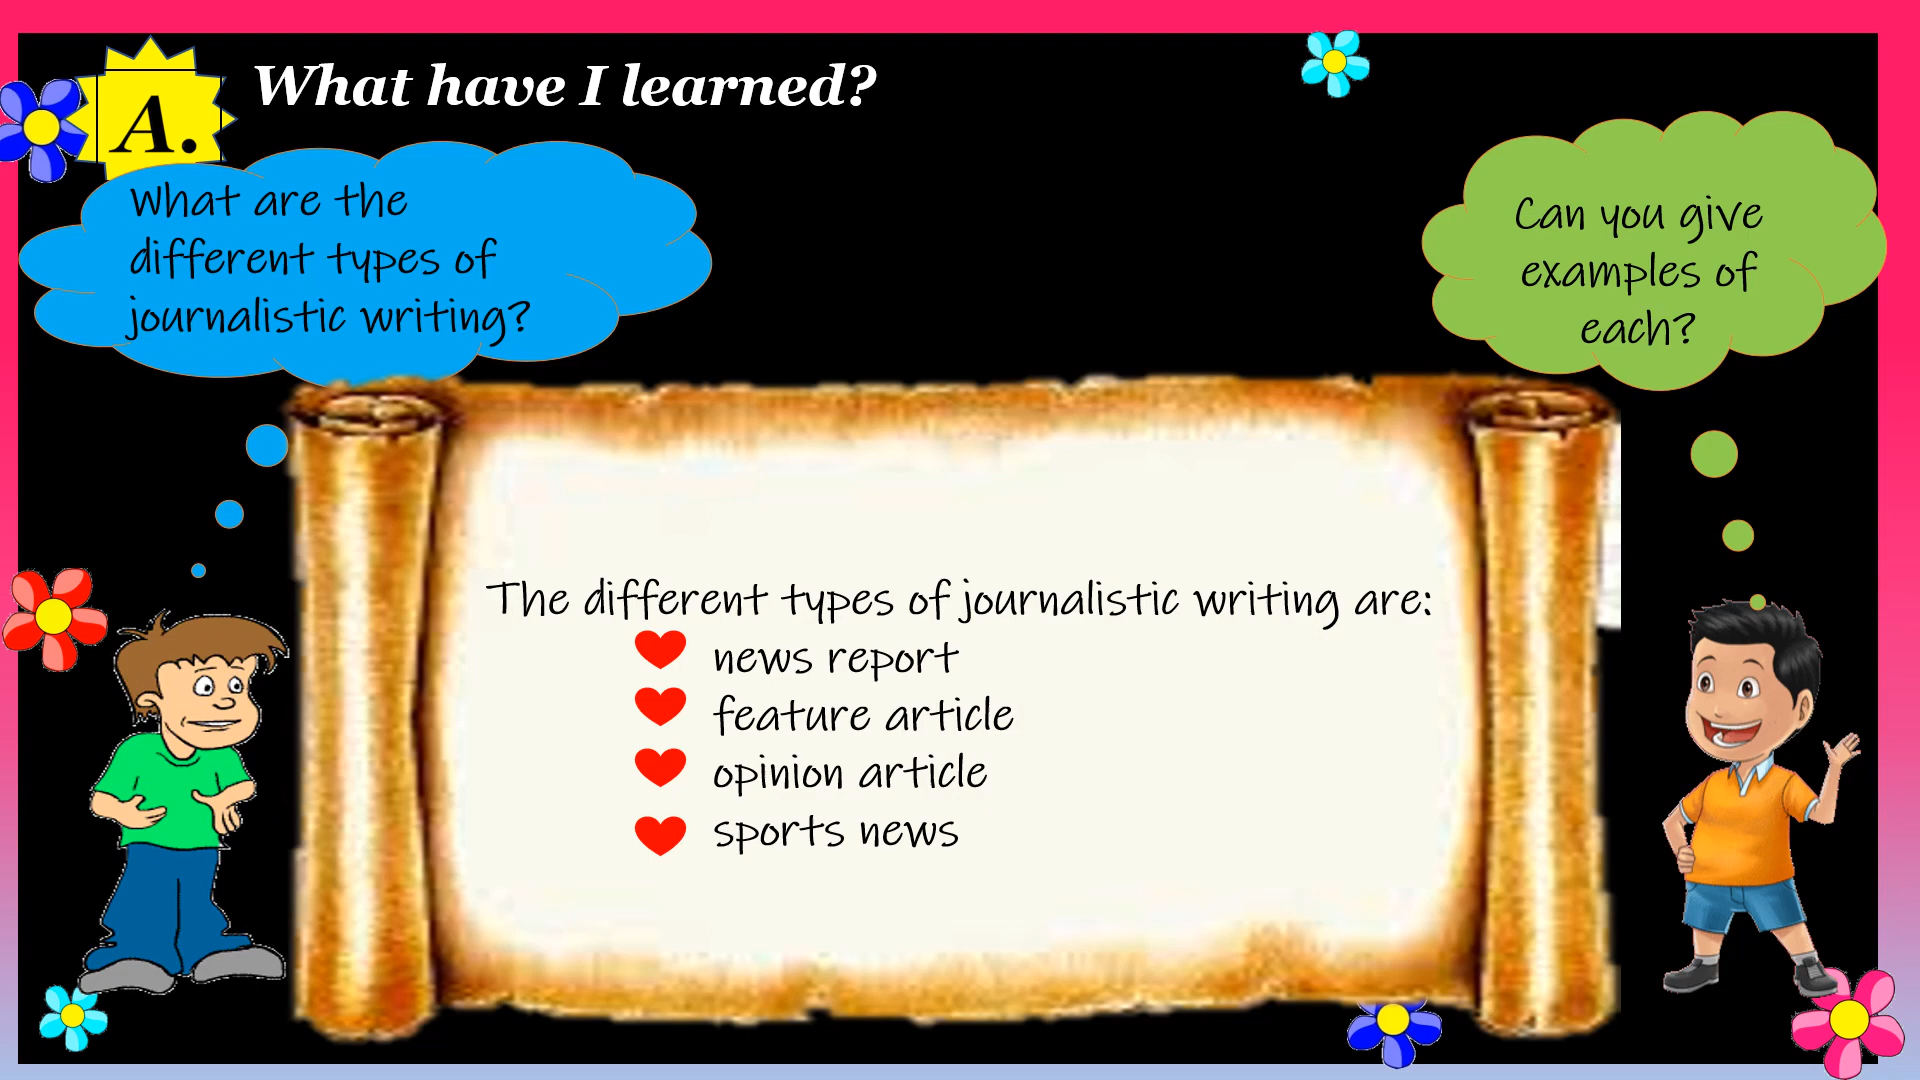 A.
What have I learned?
What are the
different types of
journalistic writing?
Can you give
examples of
each?
The different types of journalistic writing are:
news report
feature article
opinion article
sports news